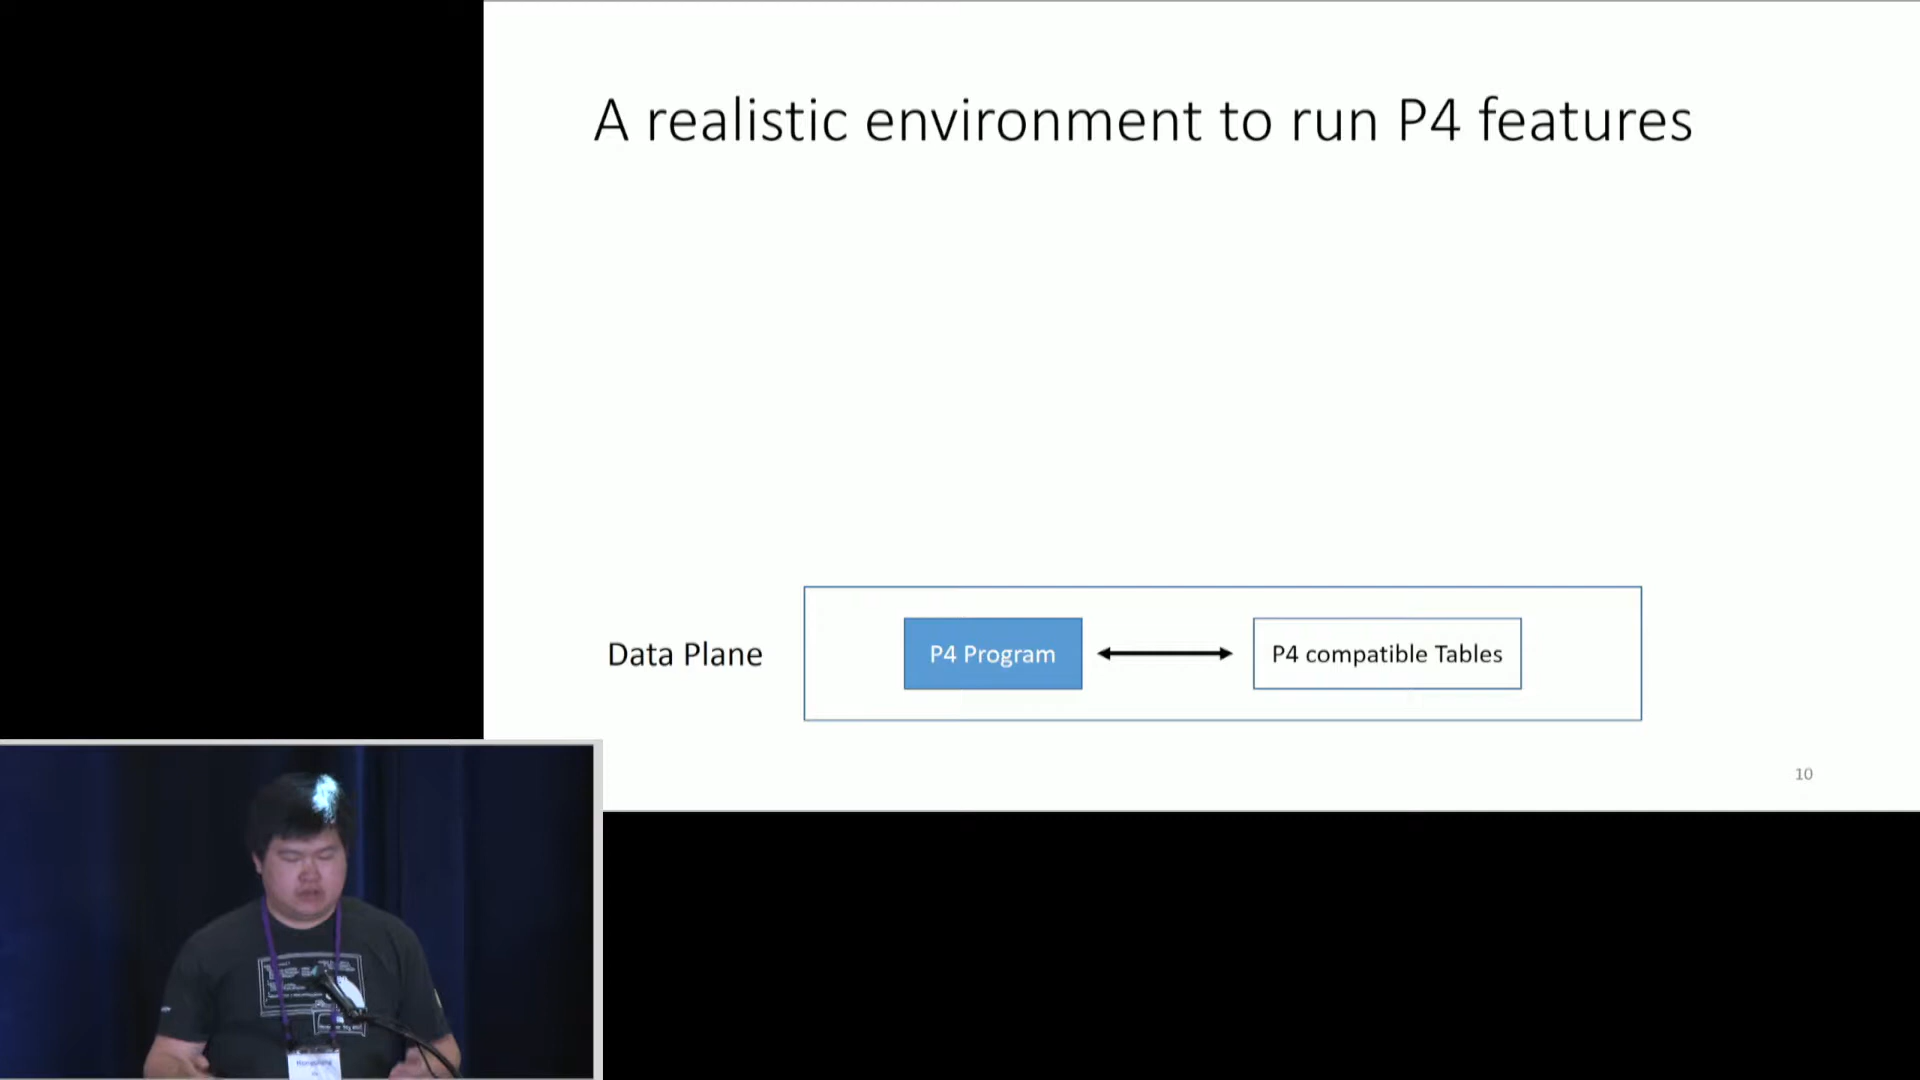 A realistic environment to run P4 features
Data Plane
P4 Program
P4 compatible Tables
10